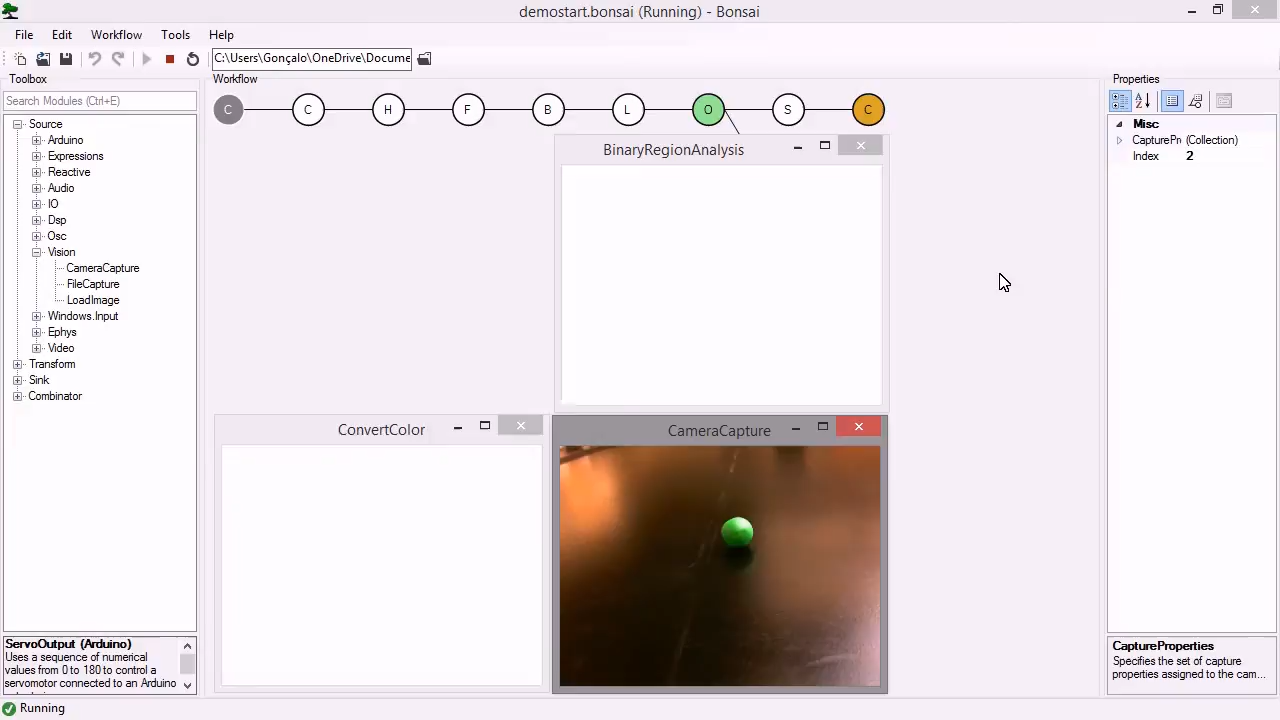 demostart.bonsai (Running) - Bonsai
File Edit Workflow Tools Help
C:\Users\Gonçalo\OneDrive\Docume
Toolbox
Workflow
Properties
Search Modules (Ctrl+E)
C C H F B L O S C
Source
Arduino
Expressions
Reactive
Audio
IO
Dsp
Osc
Vision
CameraCapture
FileCapture
LoadImage
Windows.Input
Ephys
Video
Transform
Sink
Combinator
BinaryRegionAnalysis
ConvertColor
CameraCapture
Misc
CapturePr (Collection)
Index 2
ServoOutput (Arduino)
Uses a sequence of numerical
values from 0 to 180 to control a
servomotor connected to an Arduino
CaptureProperties
Specifies the set of capture
properties assigned to the cam...
Running